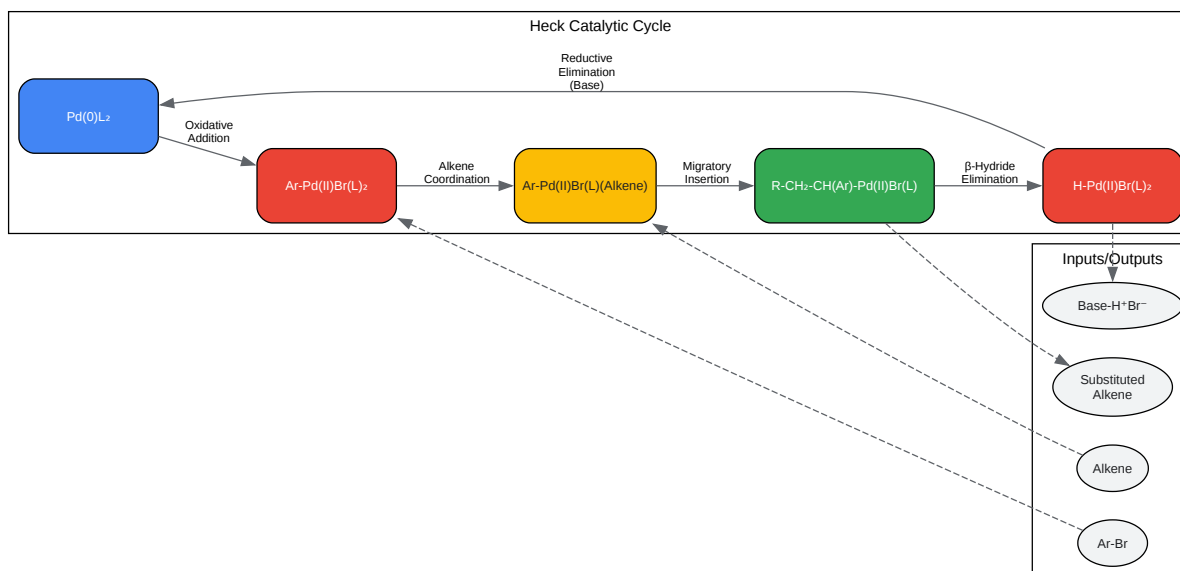 Heck Catalytic Cycle
Reductive
Elimination
(Base)
Pd(0)L₂
Oxidative
Addition
Ar-Pd(II)Br(L)₂
Alkene
Coordination
Ar-Pd(II)Br(L)(Alkene)
Migratory
Insertion
R-CH₂-CH(Ar)-Pd(II)Br(L)
β-Hydride
Elimination
H-Pd(II)Br(L)₂
Inputs/Outputs
Base-H⁺Br⁻
Substituted
Alkene
Alkene
Ar-Br